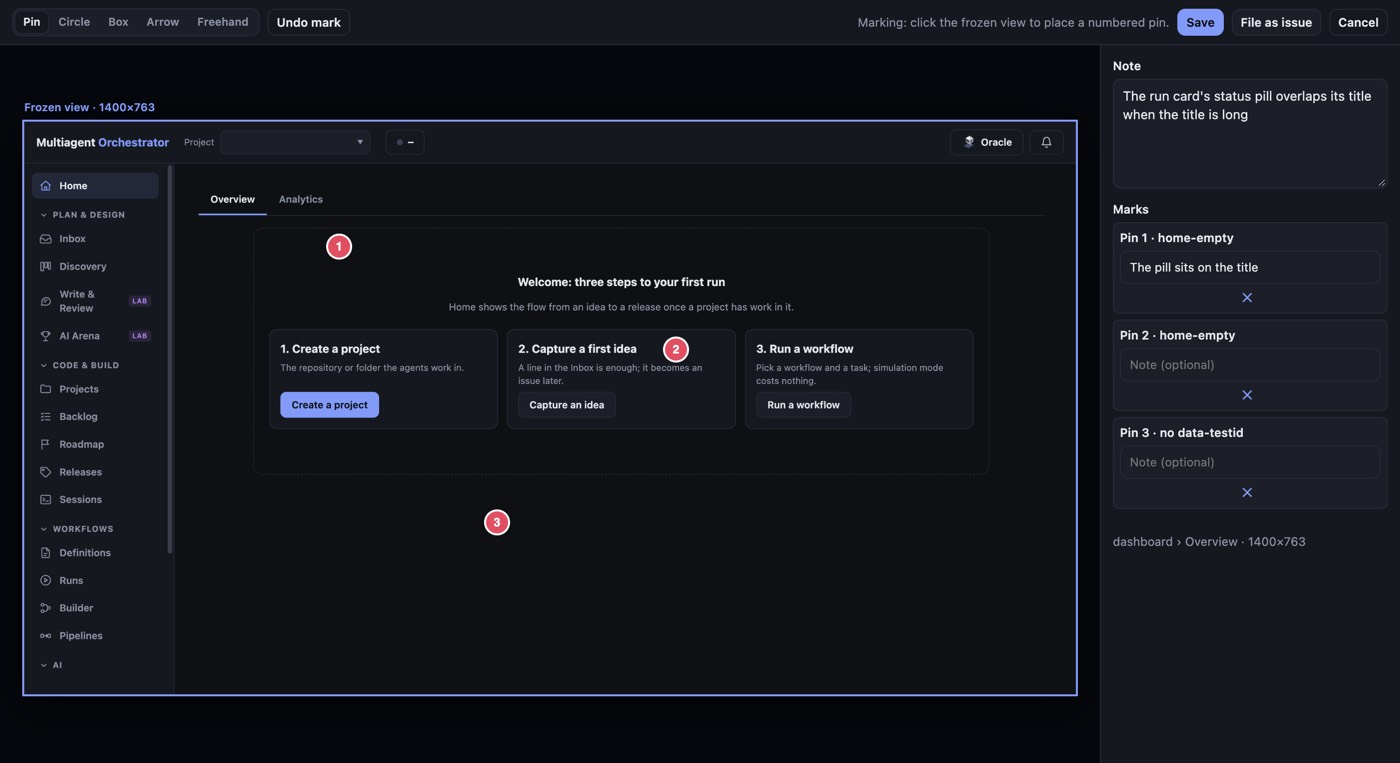 Pin Circle Box Arrow Freehand Undo mark
Marking: click the frozen view to place a numbered pin. Save File as issue Cancel
Frozen view · 1400×763
Multiagent Orchestrator Project – Oracle
Home
PLAN & DESIGN
Inbox
Discovery
Write &
Review LAB
AI Arena LAB
CODE & BUILD
Projects
Backlog
Roadmap
Releases
Sessions
WORKFLOWS
Definitions
Runs
Builder
Pipelines
AI
Overview Analytics
1
Welcome: three steps to your first run
Home shows the flow from an idea to a release once a project has work in it.
1. Create a project
The repository or folder the agents work in.
Create a project
2. Capture a first idea
2
A line in the Inbox is enough; it becomes an
issue later.
Capture an idea
3. Run a workflow
Pick a workflow and a task; simulation mode
costs nothing.
Run a workflow
3
Note
The run card's status pill overlaps its title
when the title is long
Marks
Pin 1 · home-empty
The pill sits on the title
Pin 2 · home-empty
Note (optional)
Pin 3 · no data-testid
Note (optional)
dashboard › Overview · 1400×763